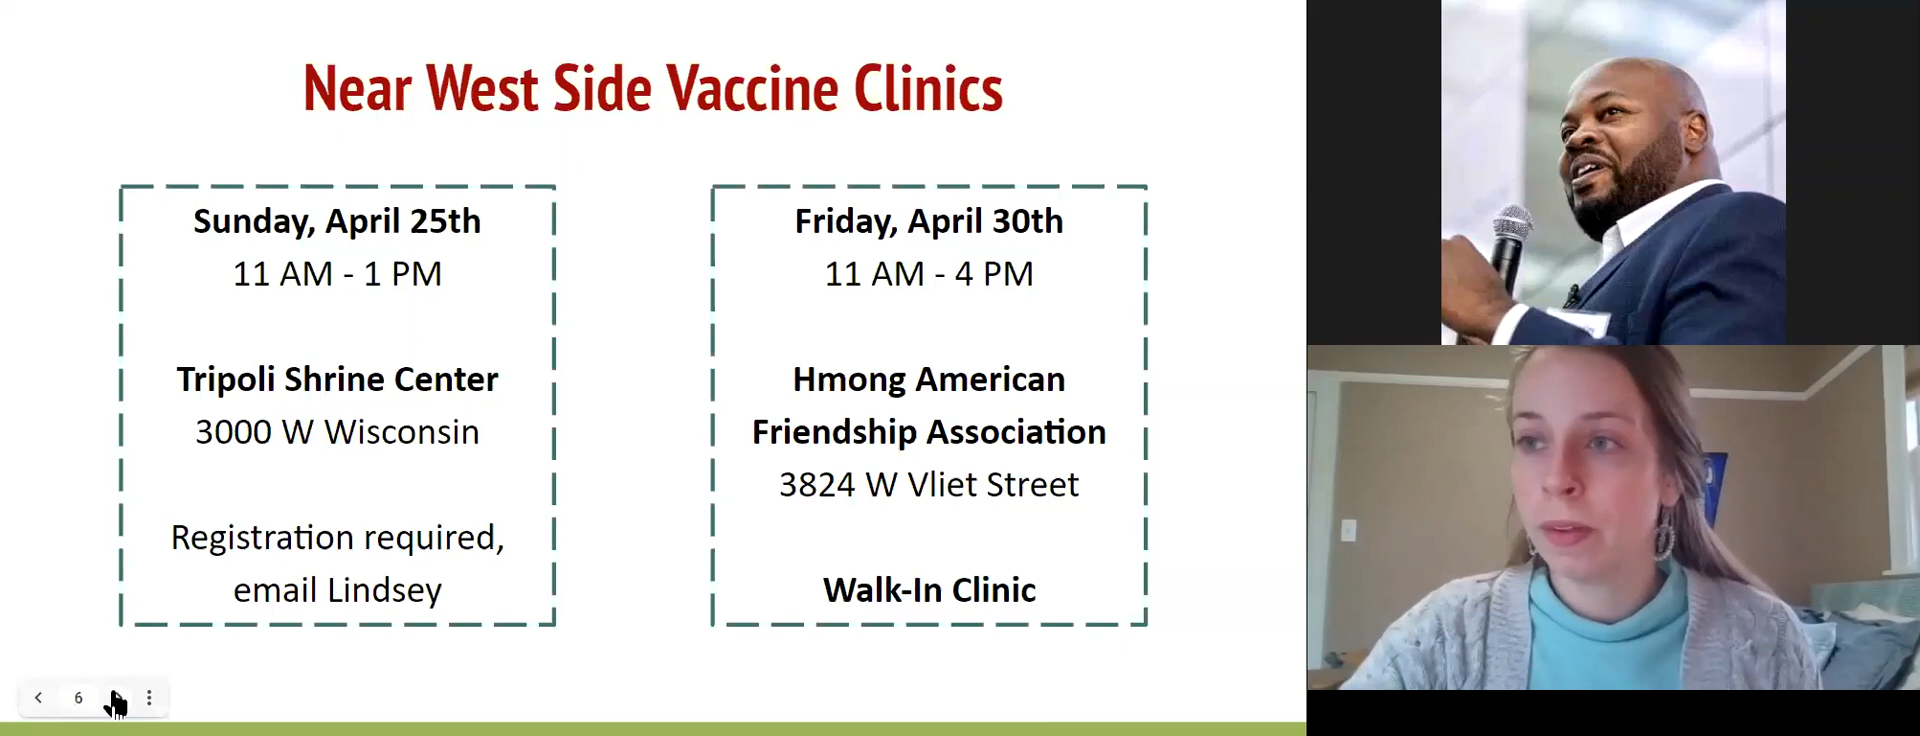 Near West Side Vaccine Clinics
Sunday, April 25th
11 AM - 1 PM
Tripoli Shrine Center
3000 W Wisconsin
Registration required,
email Lindsey
Friday, April 30th
11 AM - 4 PM
Hmong American
Friendship Association
3824 W Vliet Street
Walk-In Clinic
6